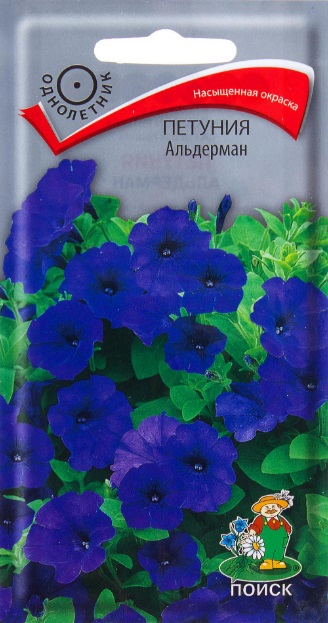 ОДНОЛЕТНИК
Насыщенная окраска
ПЕТУНИЯ
Альдерман
ПОИСК